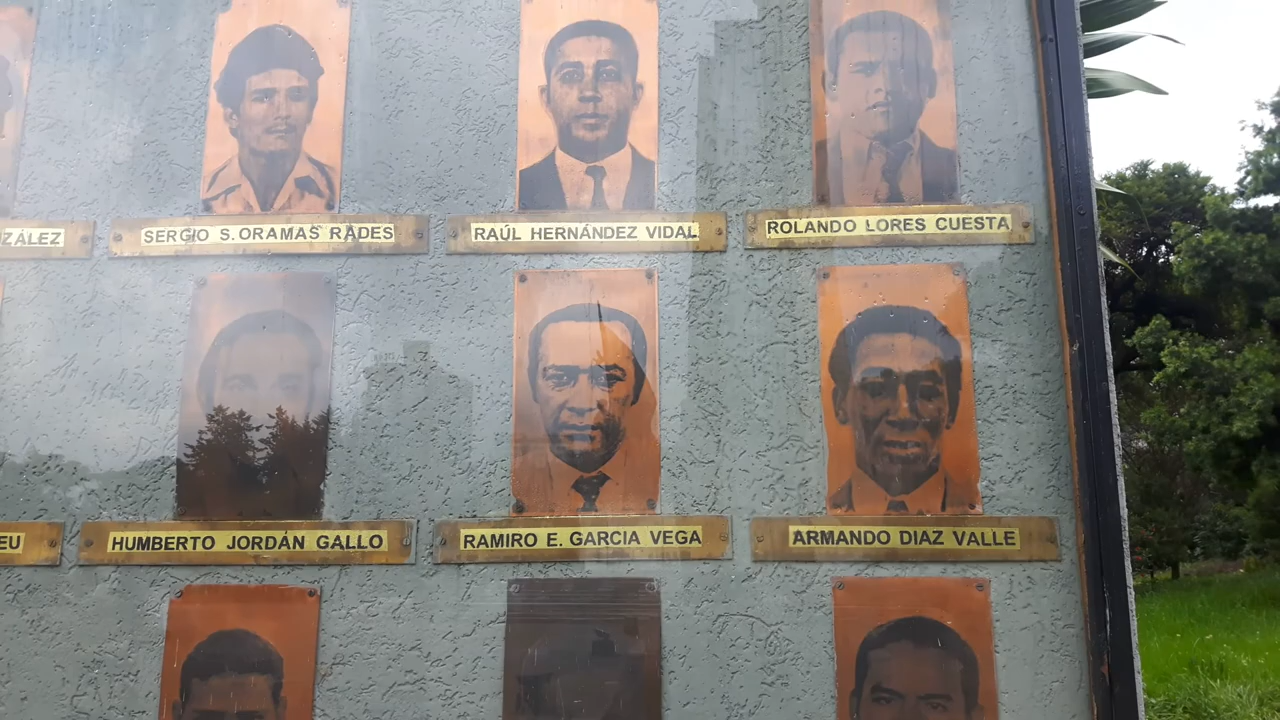 ZÁLEZ
SERGIO S. ORAMAS RADES
RAÚL HERNÁNDEZ VIDAL
ROLANDO LORES CUESTA
EU
HUMBERTO JORDÁN GALLO
RAMIRO E. GARCIA VEGA
ARMANDO DIAZ VALLE